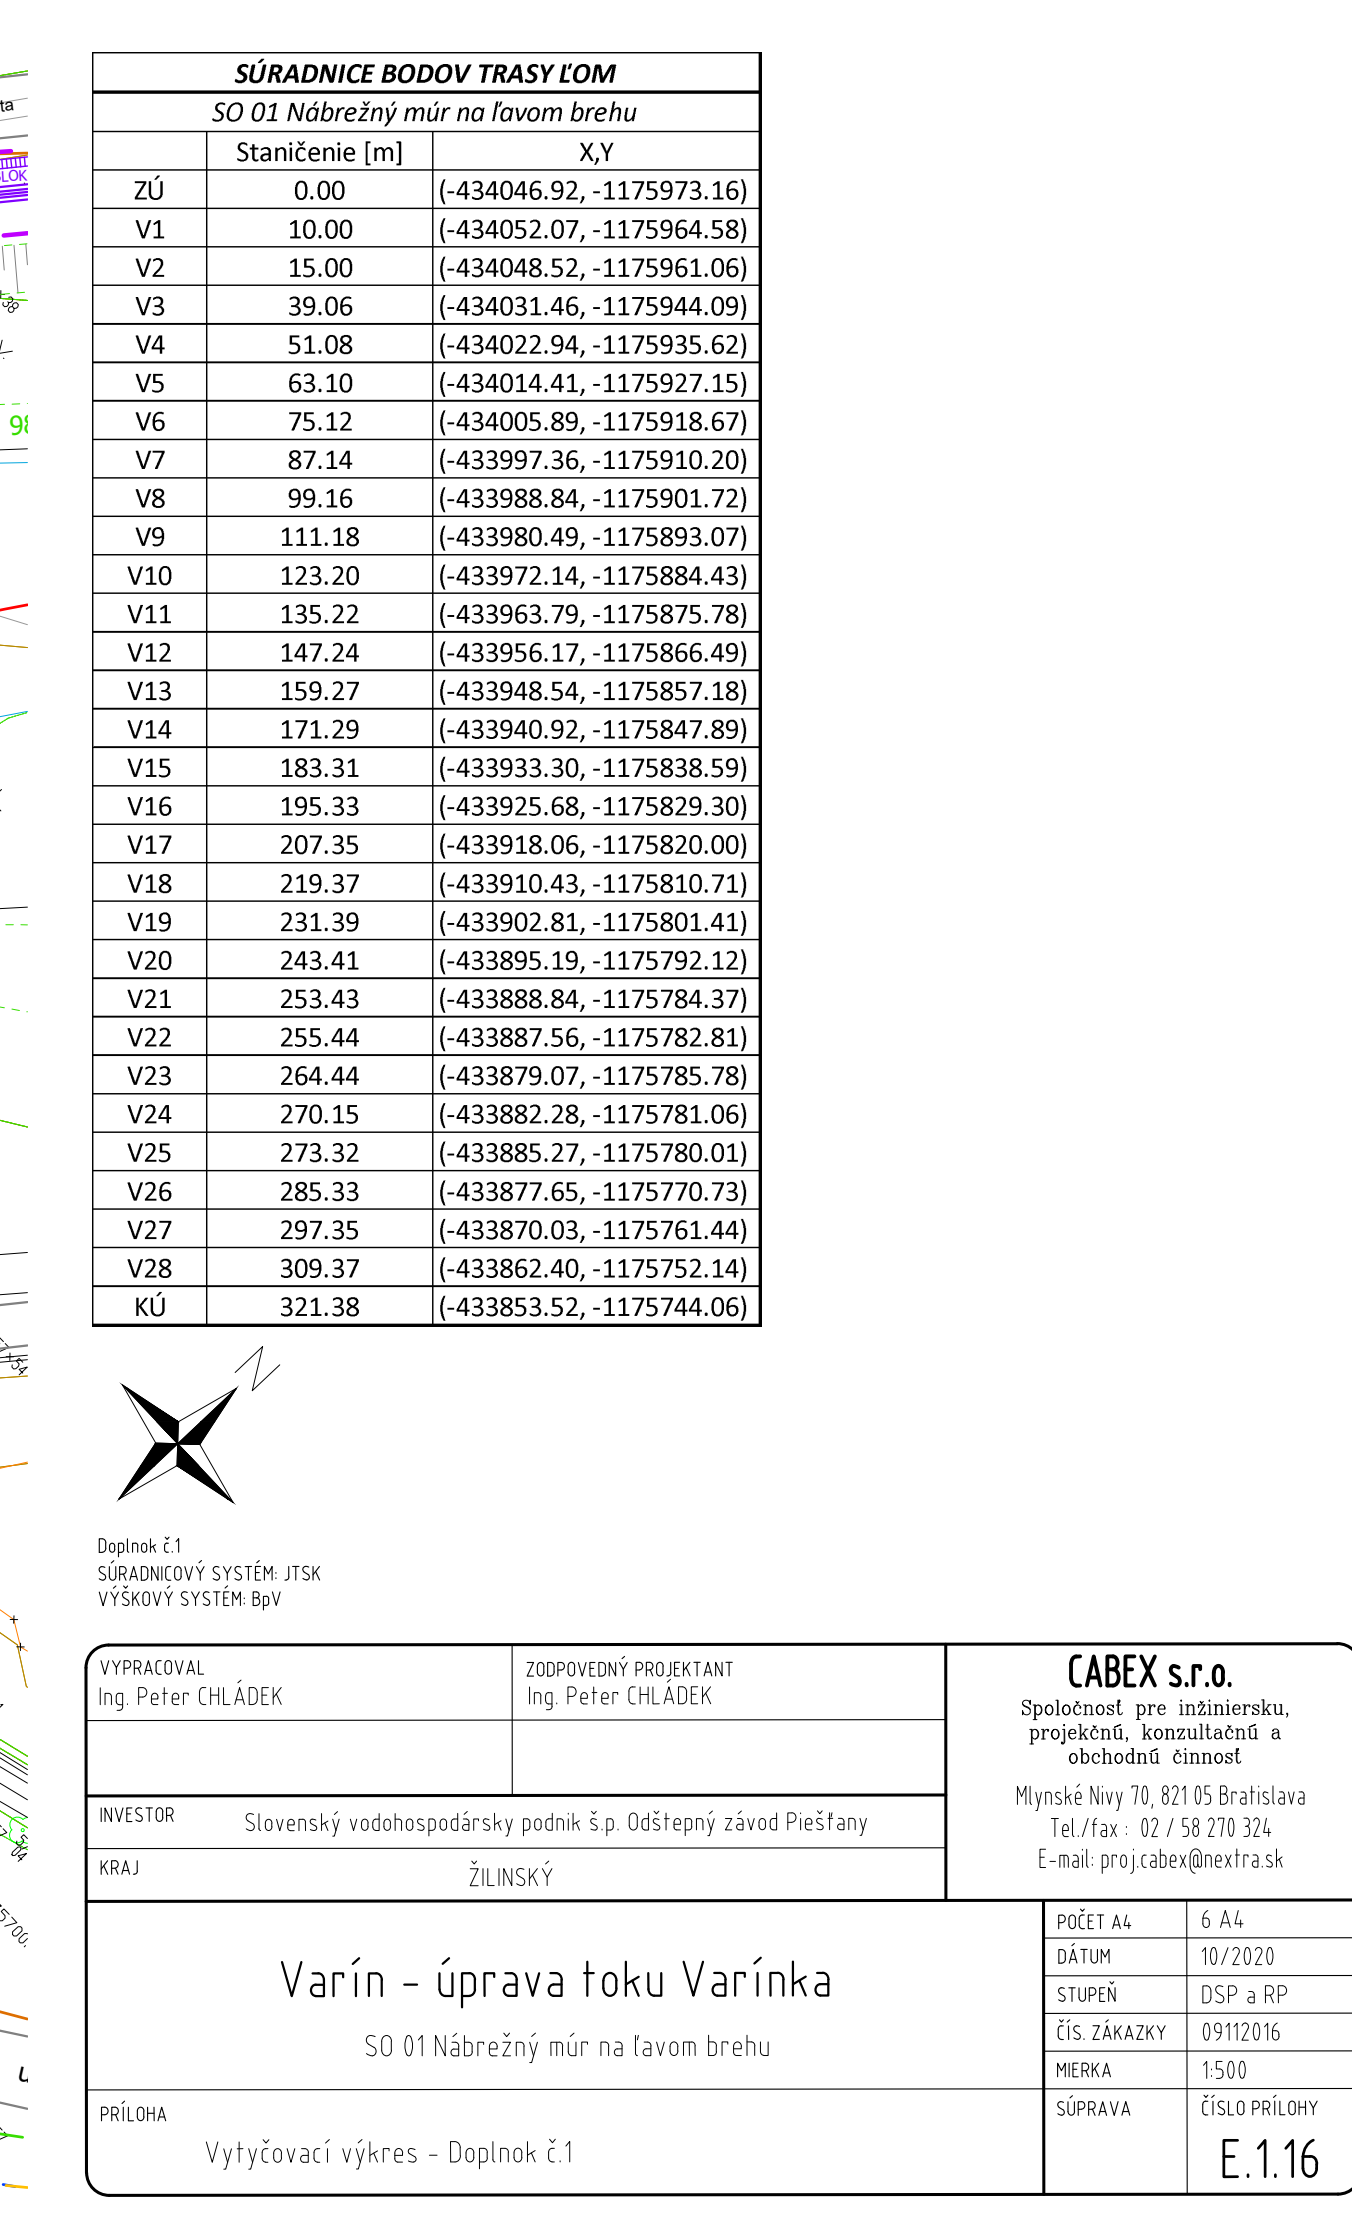 SÚRADNICE BODOV TRASY ĽOM
SO 01 Nábrežný múr na ľavom brehu
Staničenie [m] X,Y
ZÚ 0.00 (-434046.92, -1175973.16)
V1 10.00 (-434052.07, -1175964.58)
V2 15.00 (-434048.52, -1175961.06)
V3 39.06 (-434031.46, -1175944.09)
V4 51.08 (-434022.94, -1175935.62)
V5 63.10 (-434014.41, -1175927.15)
V6 75.12 (-434005.89, -1175918.67)
V7 87.14 (-433997.36, -1175910.20)
V8 99.16 (-433988.84, -1175901.72)
V9 111.18 (-433980.49, -1175893.07)
V10 123.20 (-433972.14, -1175884.43)
V11 135.22 (-433963.79, -1175875.78)
V12 147.24 (-433956.17, -1175866.49)
V13 159.27 (-433948.54, -1175857.18)
V14 171.29 (-433940.92, -1175847.89)
V15 183.31 (-433933.30, -1175838.59)
V16 195.33 (-433925.68, -1175829.30)
V17 207.35 (-433918.06, -1175820.00)
V18 219.37 (-433910.43, -1175810.71)
V19 231.39 (-433902.81, -1175801.41)
V20 243.41 (-433895.19, -1175792.12)
V21 253.43 (-433888.84, -1175784.37)
V22 255.44 (-433887.56, -1175782.81)
V23 264.44 (-433879.07, -1175785.78)
V24 270.15 (-433882.28, -1175781.06)
V25 273.32 (-433885.27, -1175780.01)
V26 285.33 (-433877.65, -1175770.73)
V27 297.35 (-433870.03, -1175761.44)
V28 309.37 (-433862.40, -1175752.14)
KÚ 321.38 (-433853.52, -1175744.06)
N
Doplnok č.1
SÚRADNICOVÝ SYSTÉM: JTSK
VÝŠKOVÝ SYSTÉM: BpV
VYPRACOVAL
Ing. Peter CHLÁDEK
ZODPOVEDNÝ PROJEKTANT
Ing. Peter CHLÁDEK
CABEX s.r.o.
Spoločnosť pre inžiniersku,
projekčnú, konzultačnú a
obchodnú činnosť
Mlynské Nivy 70, 821 05 Bratislava
Tel./fax : 02 / 58 270 324
E-mail: proj.cabex@nextra.sk
INVESTOR Slovenský vodohospodársky podnik š.p. Odštepný závod Piešťany
KRAJ ŽILINSKÝ
Varín - úprava toku Varínka
SO 01 Nábrežný múr na ľavom brehu
POČET A4 6 A4
DÁTUM 10/2020
STUPEŇ DSP a RP
ČÍS. ZÁKAZKY 09112016
MIERKA 1:500
SÚPRAVA ČÍSLO PRÍLOHY
E.1.16
PRÍLOHA
Vytyčovací výkres - Doplnok č.1